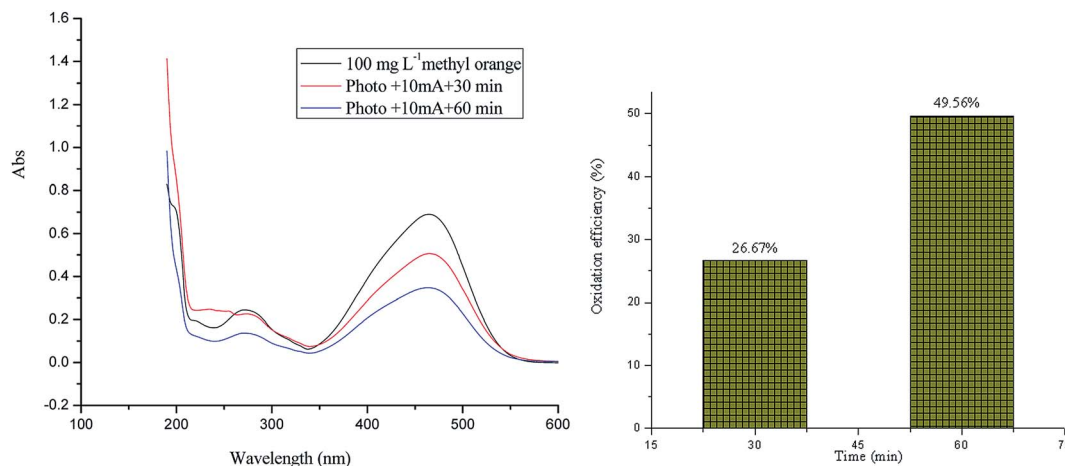 1.6
1.4
1.2
1.0
0.8
0.6
0.4
0.2
0.0
-0.2
Abs
100 mg L⁻¹methyl orange
Photo +10mA+30 min
Photo +10mA+60 min
100 200 300 400 500 600
Wavelength (nm)
50
40
30
20
10
0
Oxidation efficiency (%)
49.56%
26.67%
15 30 45 60
Time (min)